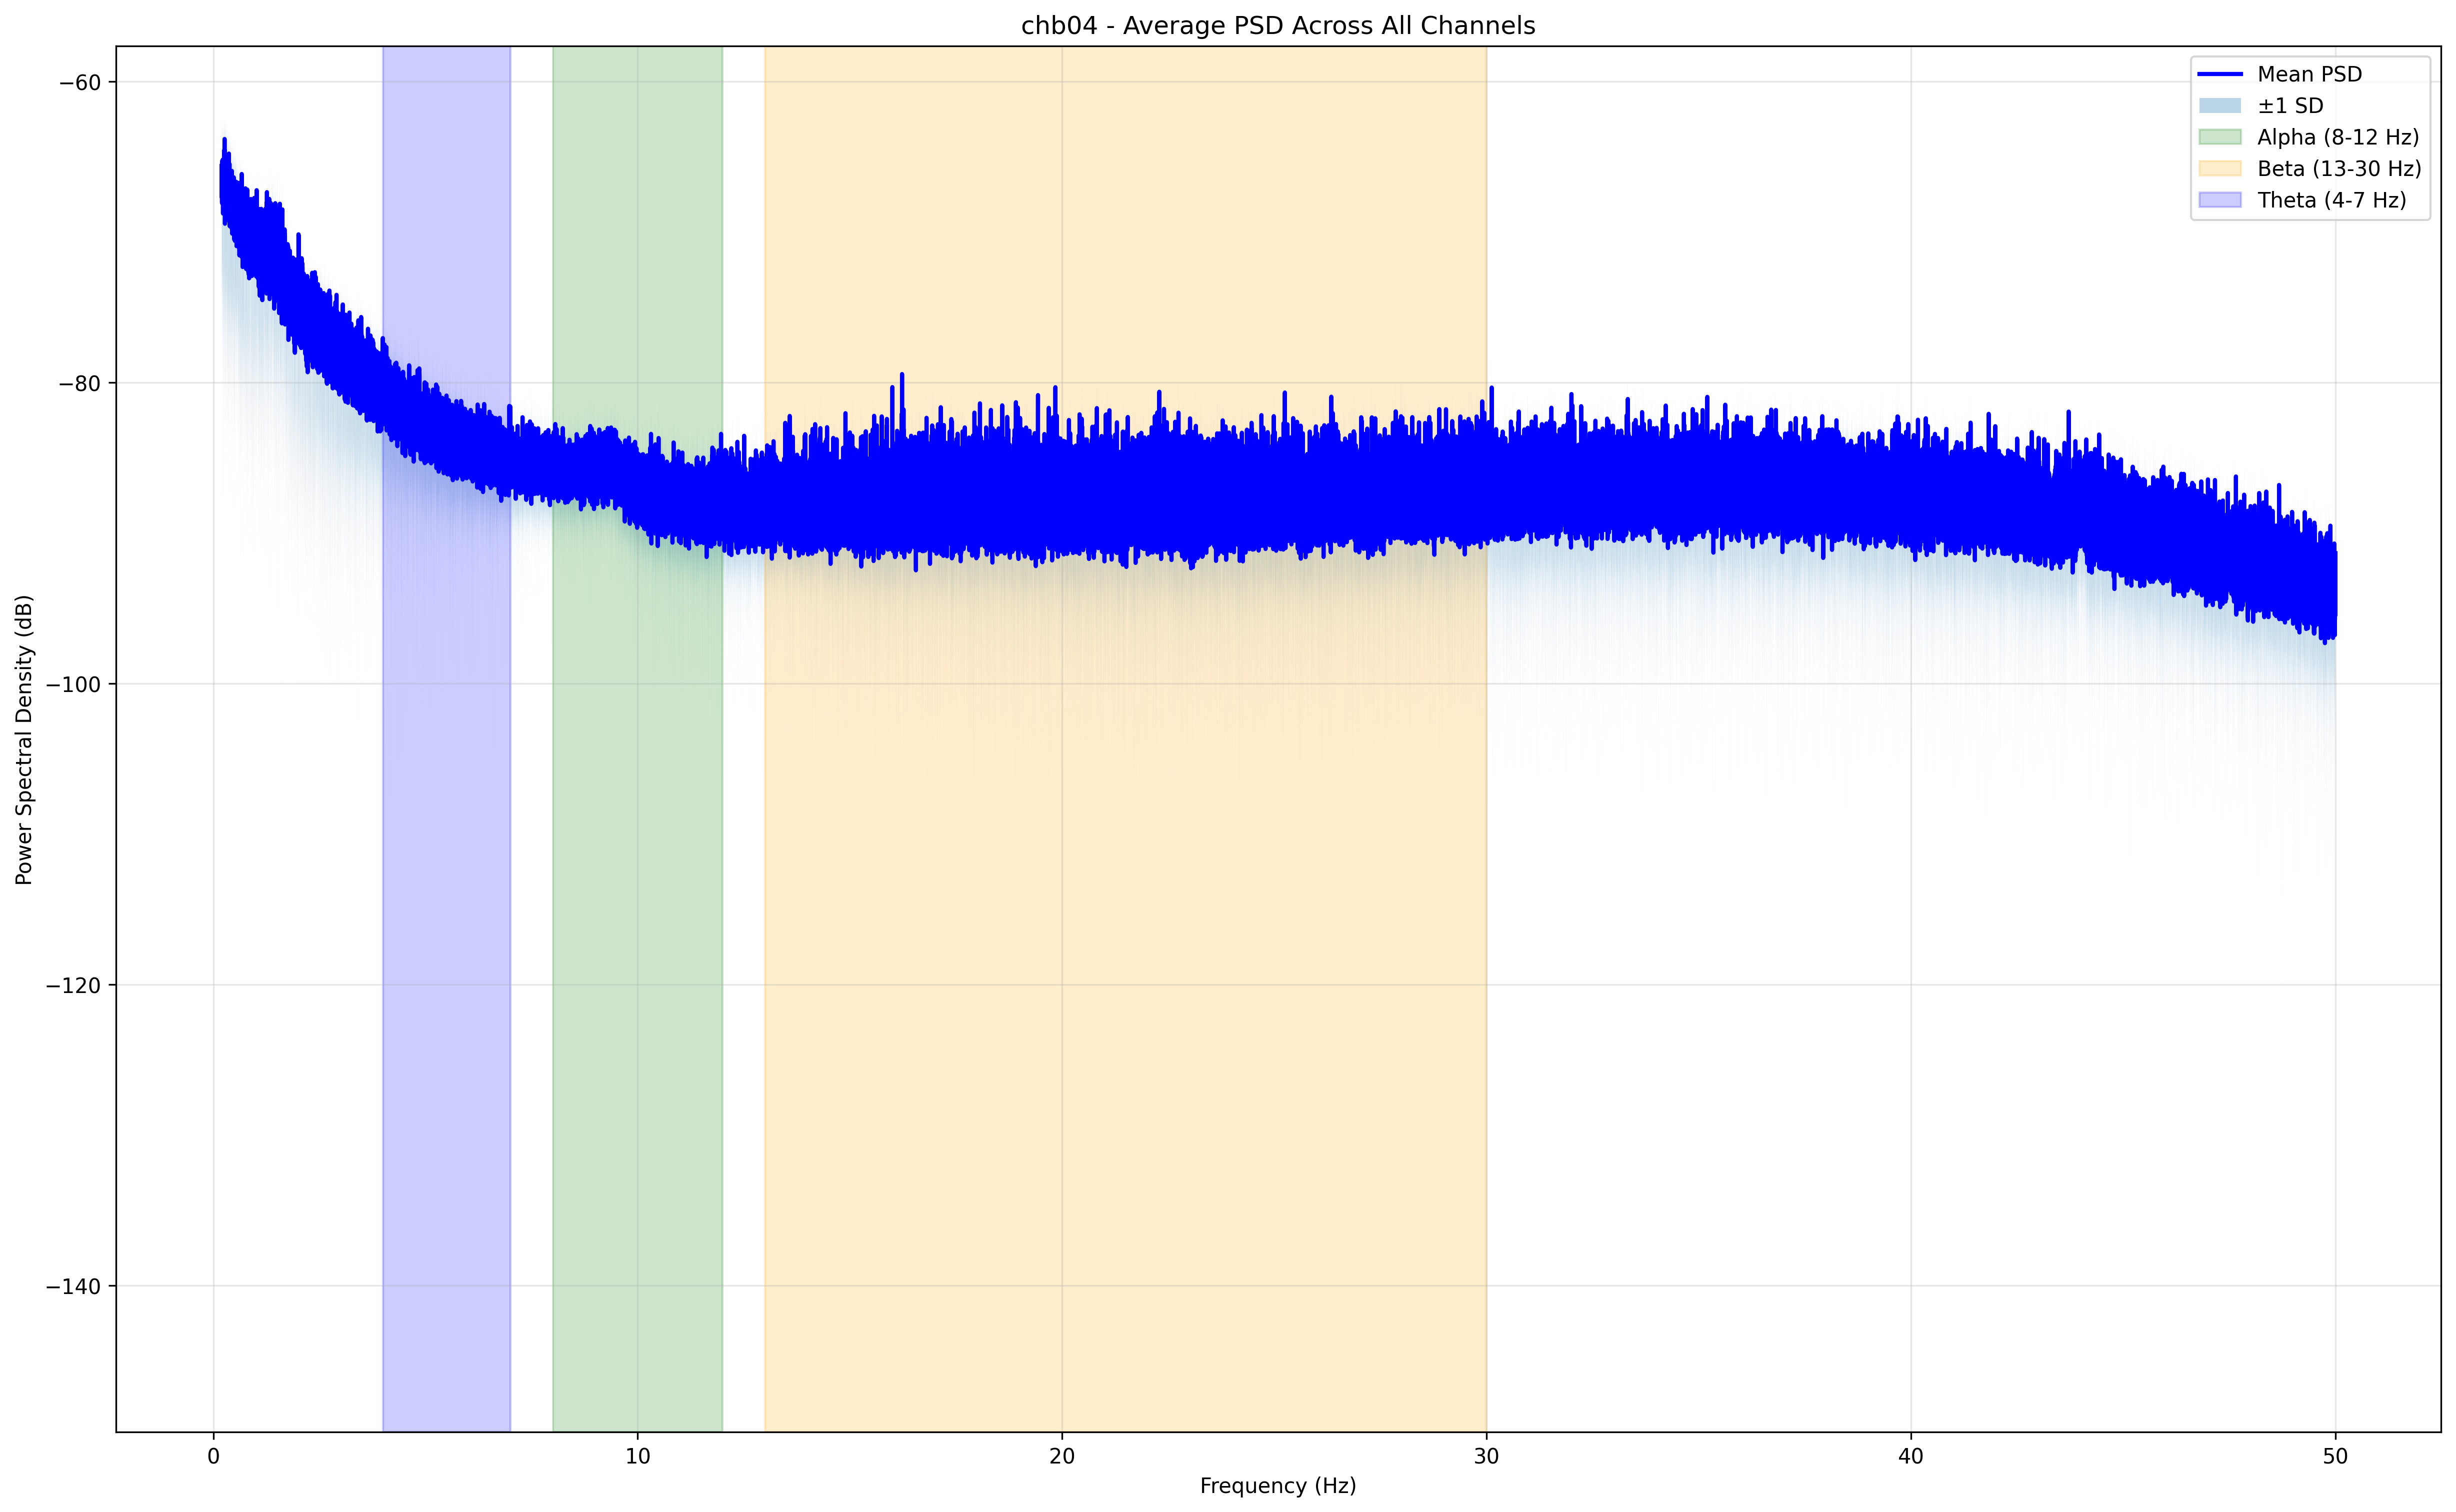 chb04 - Average PSD Across All Channels
Mean PSD
±1 SD
Alpha (8-12 Hz)
Beta (13-30 Hz)
Theta (4-7 Hz)
Power Spectral Density (dB)
−60
−80
−100
−120
−140
0 10 20 30 40 50
Frequency (Hz)